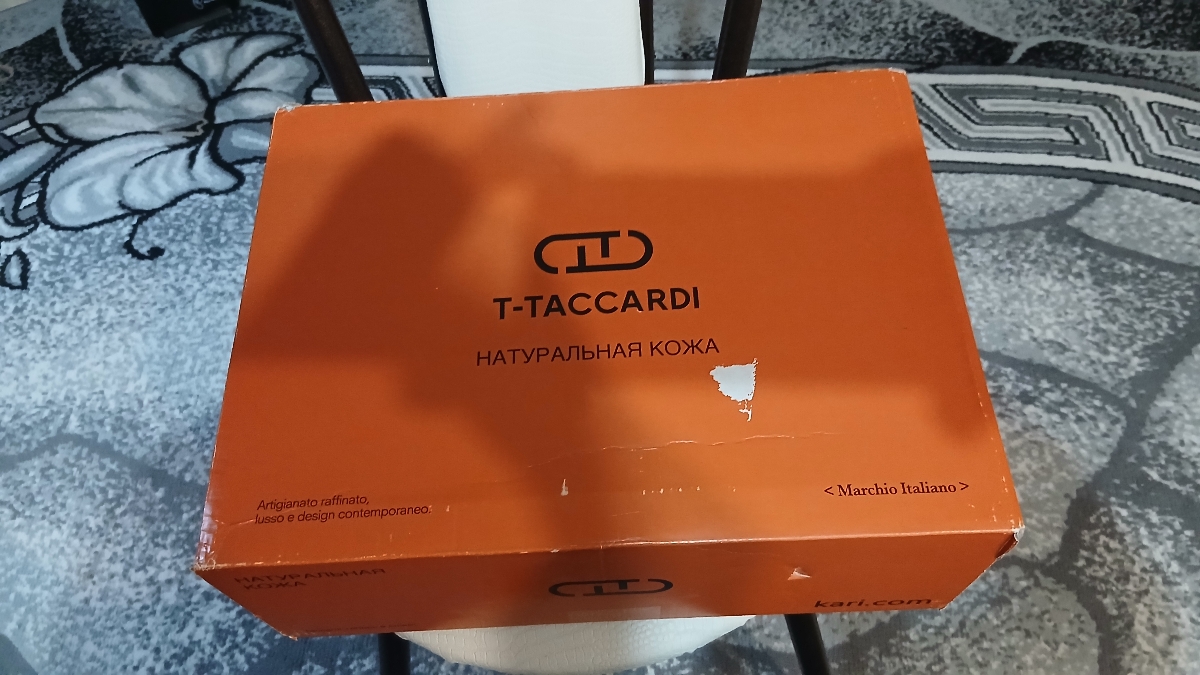 T-TACCARDI
НАТУРАЛЬНАЯ КОЖА
Artigianato raffinato,
lusso e design contemporaneo.
< Marchio Italiano >
НАТУРАЛЬНАЯ
КОЖА
kari.com